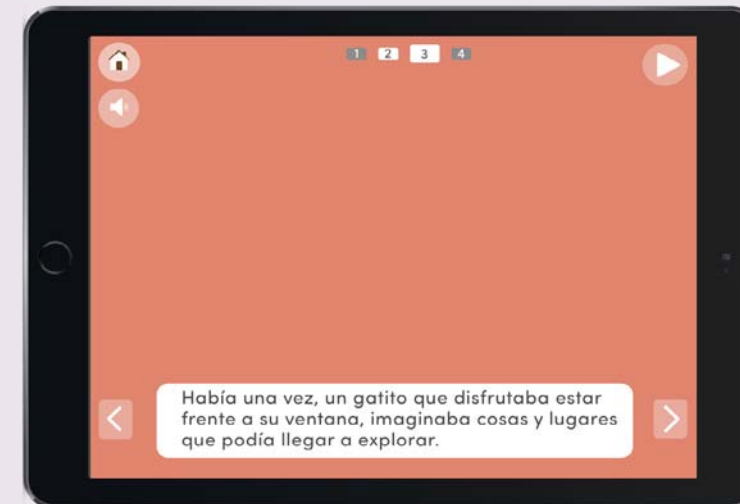 1 2 3 4
Había una vez, un gatito que disfrutaba estar
frente a su ventana, imaginaba cosas y lugares
que podía llegar a explorar.